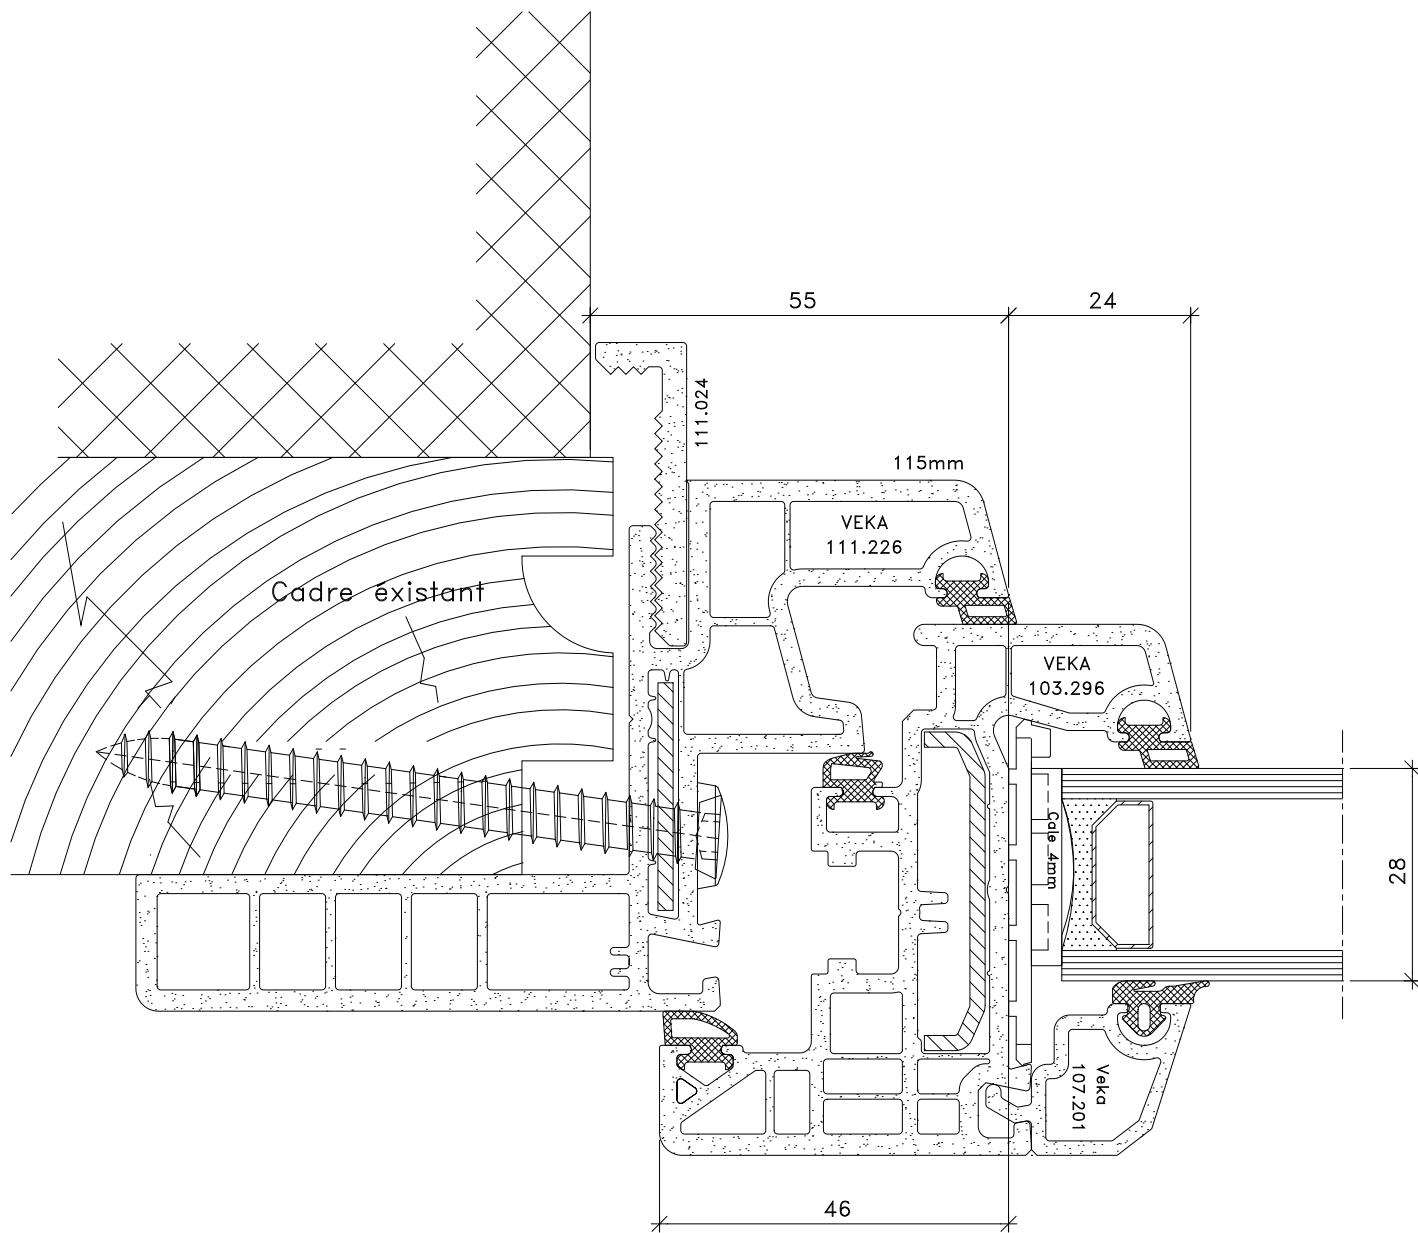 55
24
111.024
115mm
VEKA
111.226
Cadre éxistant
VEKA
103.296
Cale 4mm
28
Veka
107.201
46